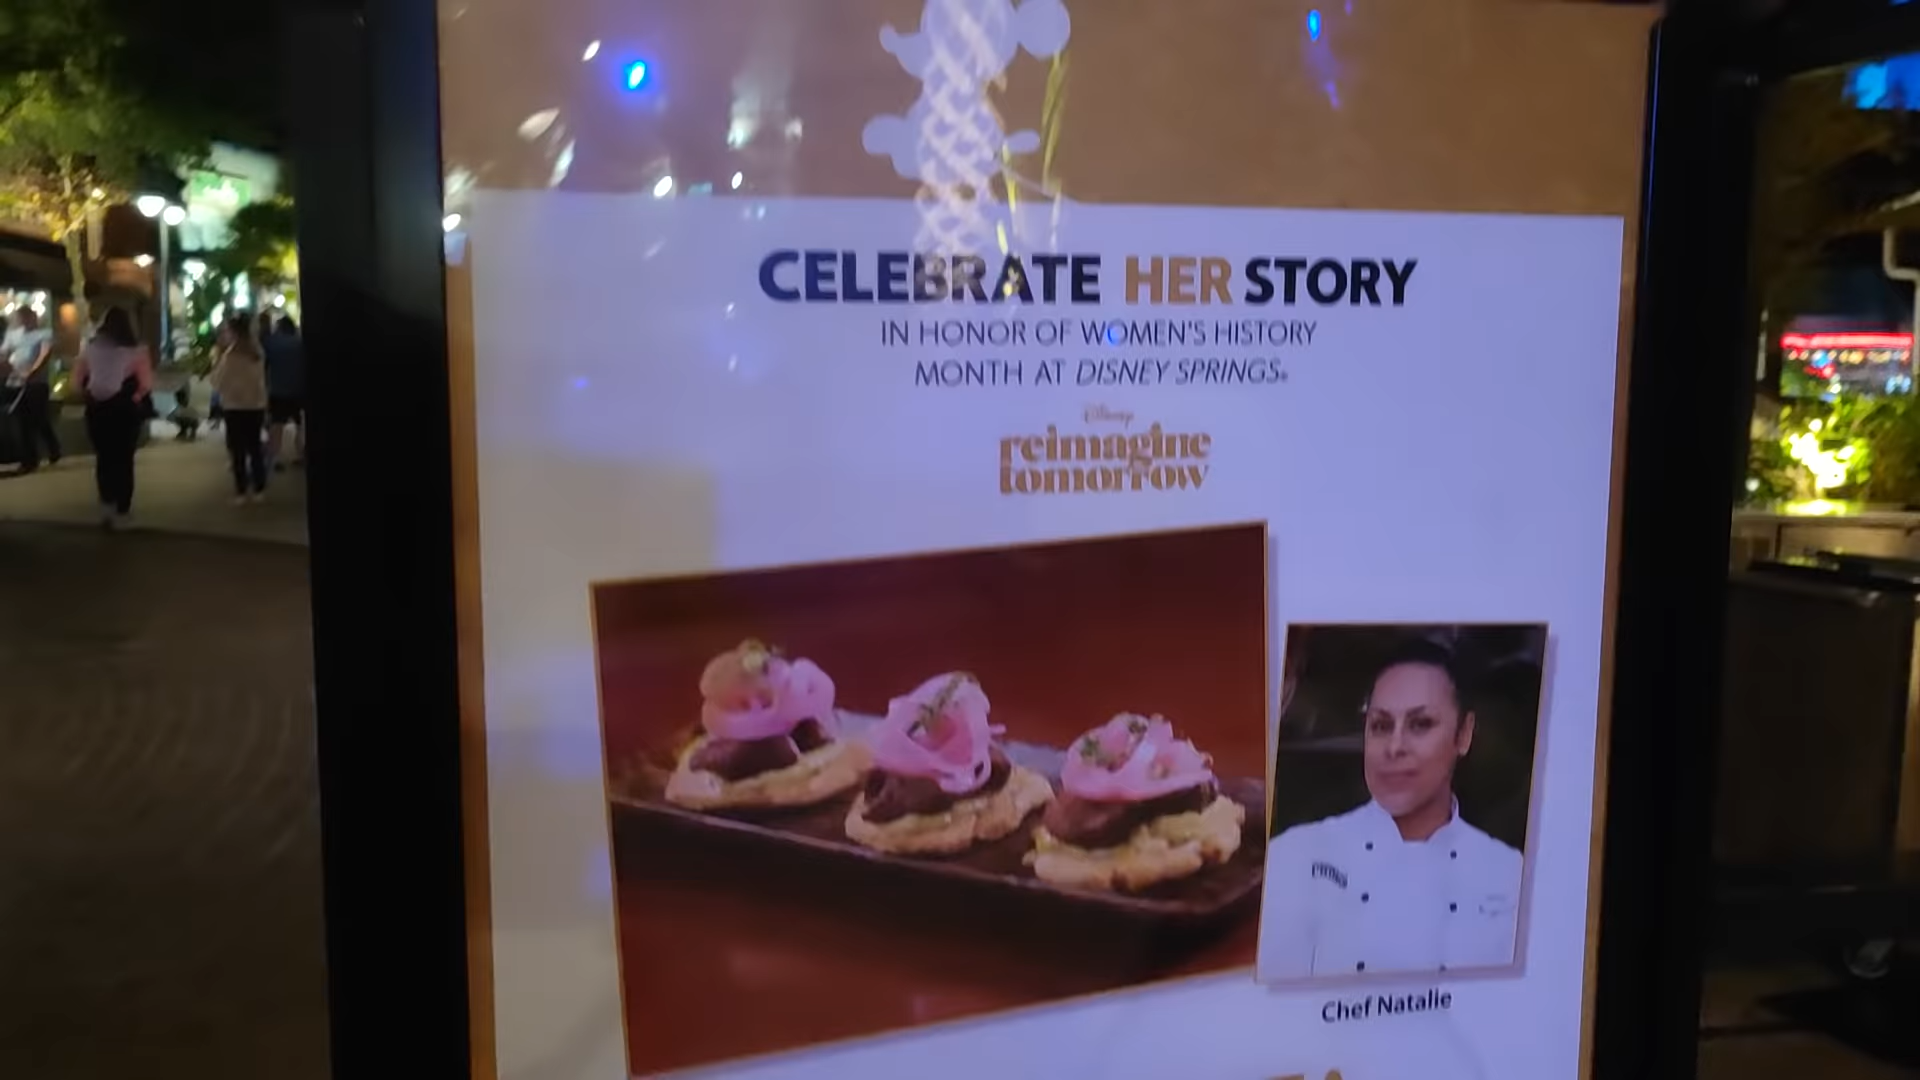 CELEBRATE HER STORY
IN HONOR OF WOMEN'S HISTORY
MONTH AT DISNEY SPRINGS®
Disney
reimagine
tomorrow
Chef Natalie